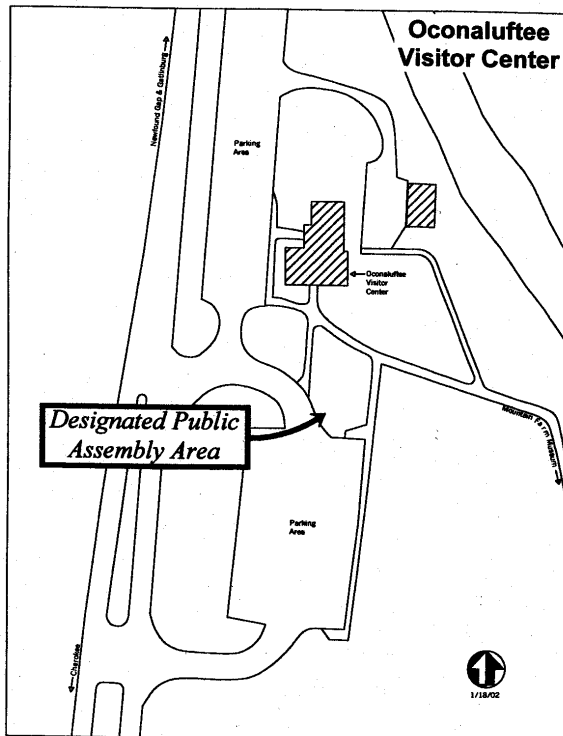 Oconaluftee
Visitor Center
Newfound Gap & Gatlinburg
Parking
Area
Oconaluftee
Visitor
Center
Designated Public
Assembly Area
Mountain Farm
Museum
Parking
Area
Cherokee
1/18/02